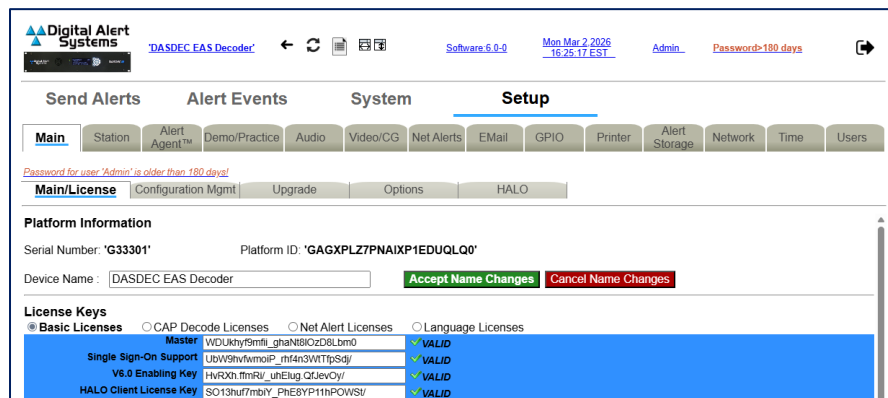 Digital Alert
Systems
'DASDEC EAS Decoder'
Software:6.0-0
Mon Mar 2,2026
16:25:17 EST
Admin
Password>180 days
Send Alerts Alert Events System Setup
Main Station Alert Agent™ Demo/Practice Audio Video/CG Net Alerts EMail GPIO Printer Alert Storage Network Time Users
Password for user 'Admin' is older than 180 days!
Main/License Configuration Mgmt Upgrade Options HALO
Platform Information
Serial Number: 'G33301' Platform ID: 'GAGXPLZ7PNAIXP1EDUQLQ0'
Device Name : DASDEC EAS Decoder Accept Name Changes Cancel Name Changes
License Keys
Basic Licenses CAP Decode Licenses Net Alert Licenses Language Licenses
Master WDUkhyf9mfii_ghaNt8lOzD8Lbm0 VALID
Single Sign-On Support UbW9hvfwmoiP_rhf4n3WtTfpSdj/ VALID
V6.0 Enabling Key HvRXh.ffmRi/_uhElug.QfJevOy/ VALID
HALO Client License Key SO13huf7mbiY_PhE8YP11hPOWSt/ VALID